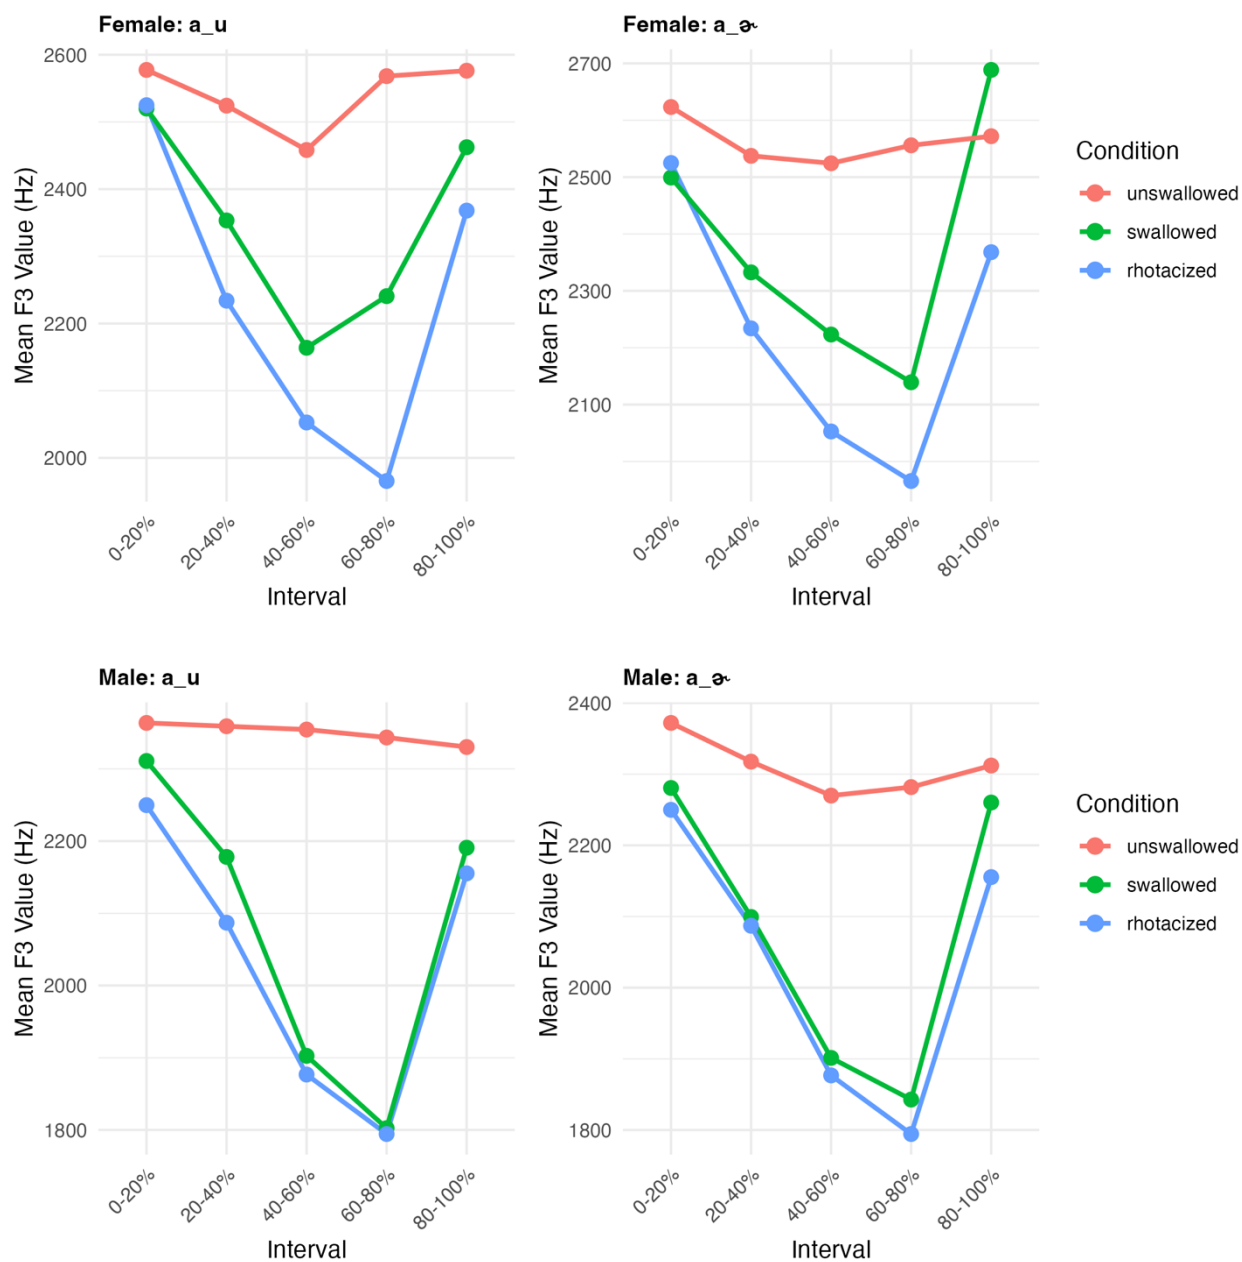 Female: a_u
2600
2400
2200
2000
Mean F3 Value (Hz)
0-20%
20-40%
40-60%
60-80%
80-100%
Interval
Female: a_ɚ
2700
2500
2300
2100
Mean F3 Value (Hz)
0-20%
20-40%
40-60%
60-80%
80-100%
Interval
Condition
unswallowed
swallowed
rhotacized
Male: a_u
2200
2000
1800
Mean F3 Value (Hz)
0-20%
20-40%
40-60%
60-80%
80-100%
Interval
Male: a_ɚ
2400
2200
2000
1800
Mean F3 Value (Hz)
0-20%
20-40%
40-60%
60-80%
80-100%
Interval
Condition
unswallowed
swallowed
rhotacized